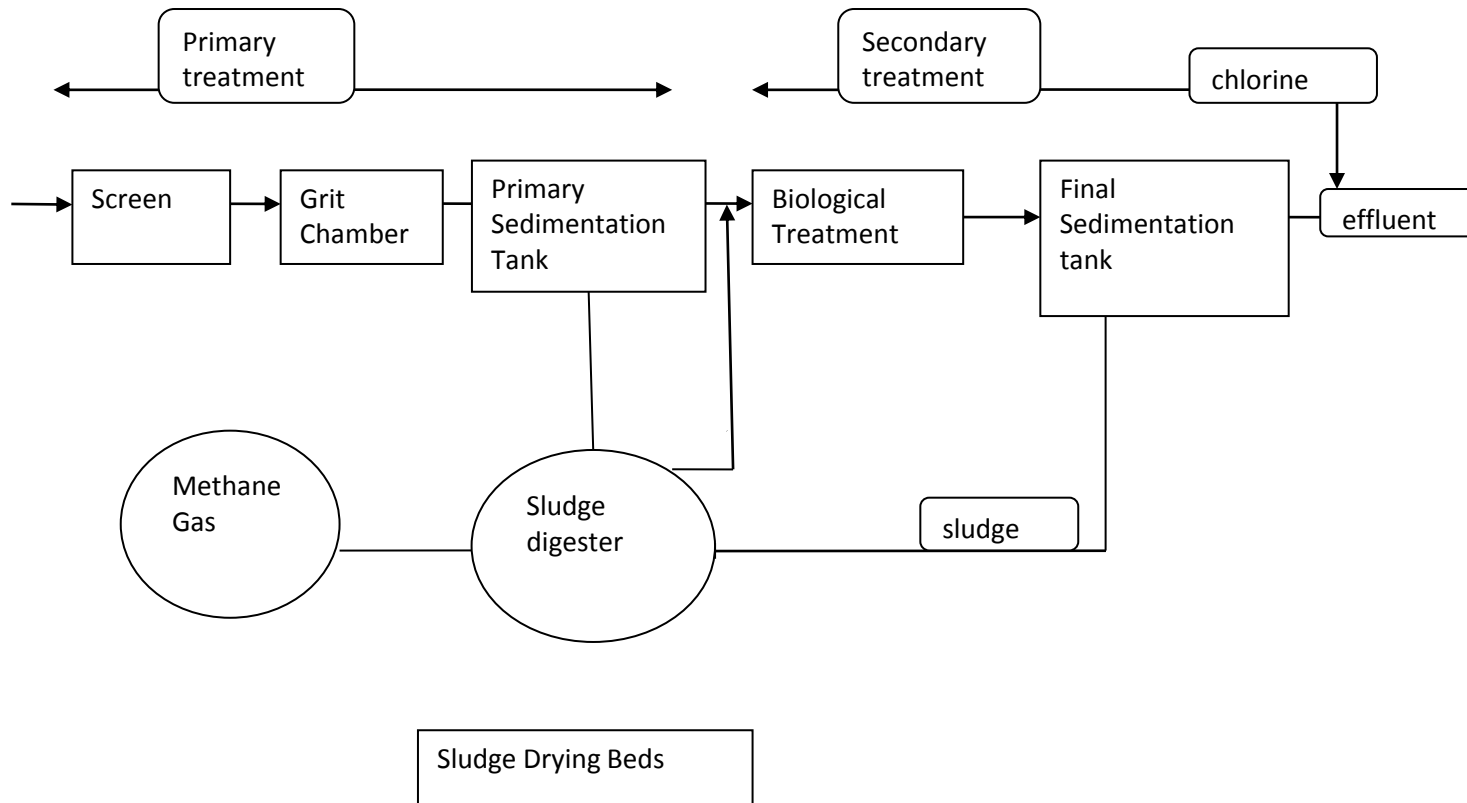 Primary
treatment
Secondary
treatment
chlorine
Screen
Grit
Chamber
Primary
Sedimentation
Tank
Biological
Treatment
Final
Sedimentation
tank
effluent
Methane
Gas
Sludge
digester
sludge
Sludge Drying Beds